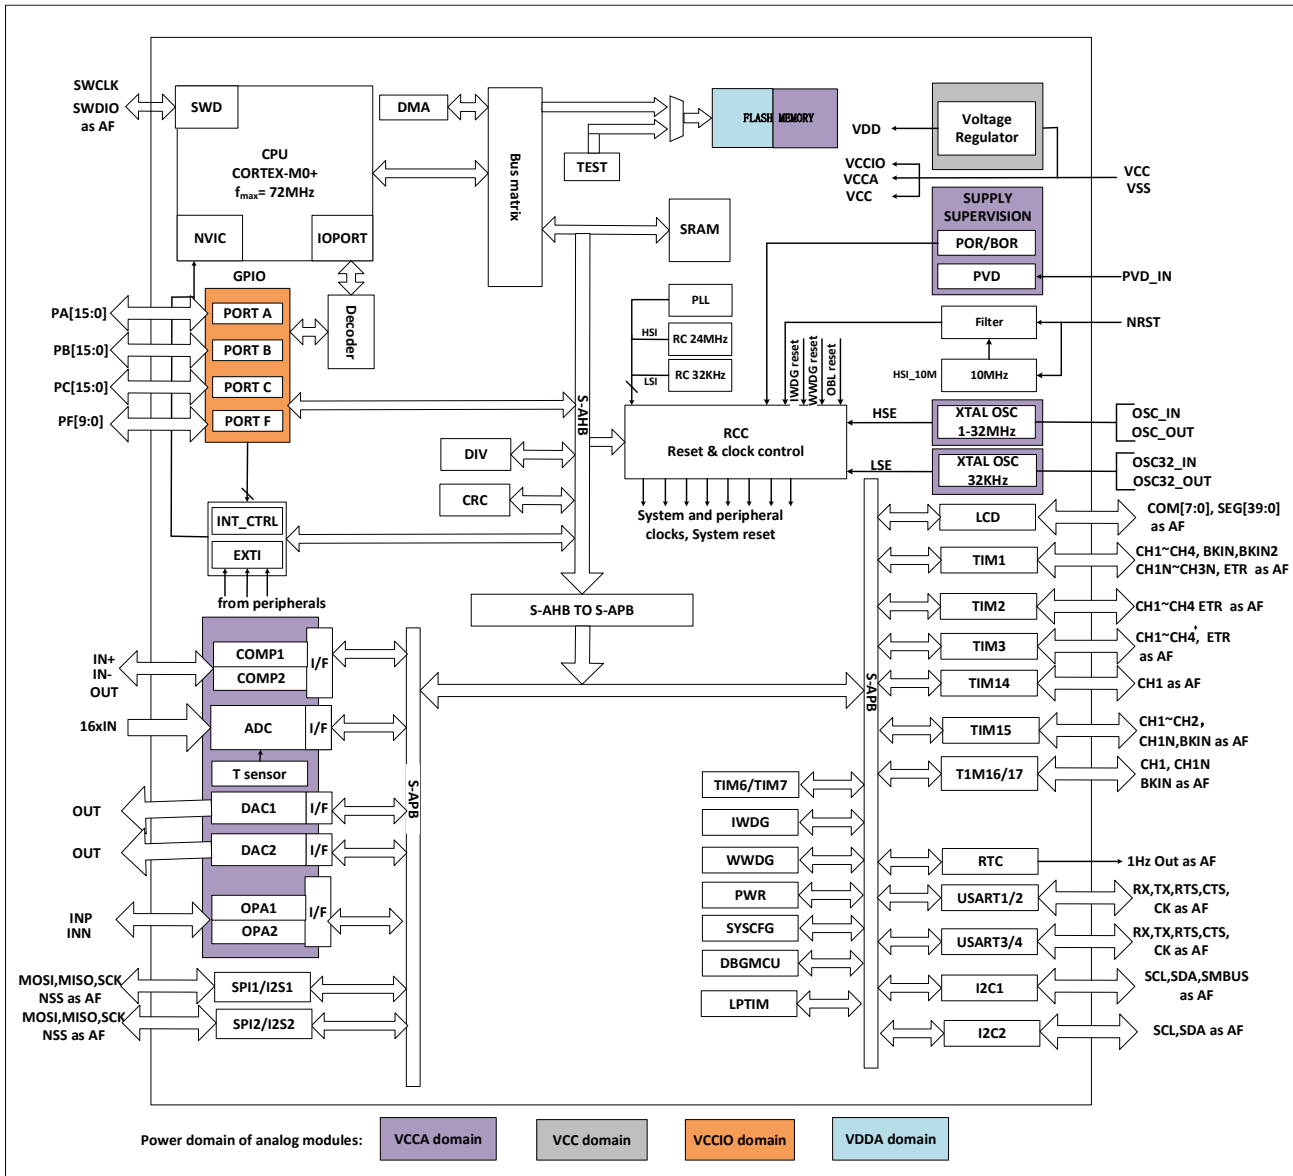 SWCLK
SWDIO
as AF
SWD
CPU
CORTEX-M0+
fmax= 72MHz
NVIC
IOPORT
DMA
Bus matrix
TEST
FLASH MEMORY
SRAM
Voltage
Regulator
VDD
VCCIO
VCCA
VCC
VCC
VSS
SUPPLY
SUPERVISION
POR/BOR
PVD
PVD_IN
Filter
NRST
HSI_10M
10MHz
GPIO
PA[15:0]
PORT A
PB[15:0]
PORT B
PC[15:0]
PORT C
PF[9:0]
PORT F
Decoder
PLL
HSI
RC 24MHz
LSI
RC 32KHz
IWDG reset
WWDG reset
OBL reset
S-AHB
RCC
Reset & clock control
HSE
XTAL OSC
1-32MHz
OSC_IN
OSC_OUT
LSE
XTAL OSC
32KHz
OSC32_IN
OSC32_OUT
DIV
CRC
System and peripheral
clocks, System reset
INT_CTRL
EXTI
from peripherals
S-AHB TO S-APB
IN+
IN-
OUT
COMP1
COMP2
I/F
16xIN
ADC
I/F
T sensor
OUT
DAC1
I/F
OUT
DAC2
I/F
INP
INN
OPA1
OPA2
I/F
MOSI,MISO,SCK
NSS as AF
SPI1/I2S1
MOSI,MISO,SCK
NSS as AF
SPI2/I2S2
S-APB
S-APB
LCD
COM[7:0], SEG[39:0]
as AF
TIM1
CH1~CH4, BKIN,BKIN2
CH1N~CH3N, ETR as AF
TIM2
CH1~CH4 ETR as AF
TIM3
CH1~CH4, ETR
as AF
TIM14
CH1 as AF
TIM15
CH1~CH2,
CH1N,BKIN as AF
T1M16/17
CH1, CH1N
BKIN as AF
TIM6/TIM7
IWDG
WWDG
PWR
SYSCFG
DBGMCU
LPTIM
RTC
1Hz Out as AF
USART1/2
RX,TX,RTS,CTS,
CK as AF
USART3/4
RX,TX,RTS,CTS,
CK as AF
I2C1
SCL,SDA,SMBUS
as AF
I2C2
SCL,SDA as AF
Power domain of analog modules:
VCCA domain
VCC domain
VCCIO domain
VDDA domain